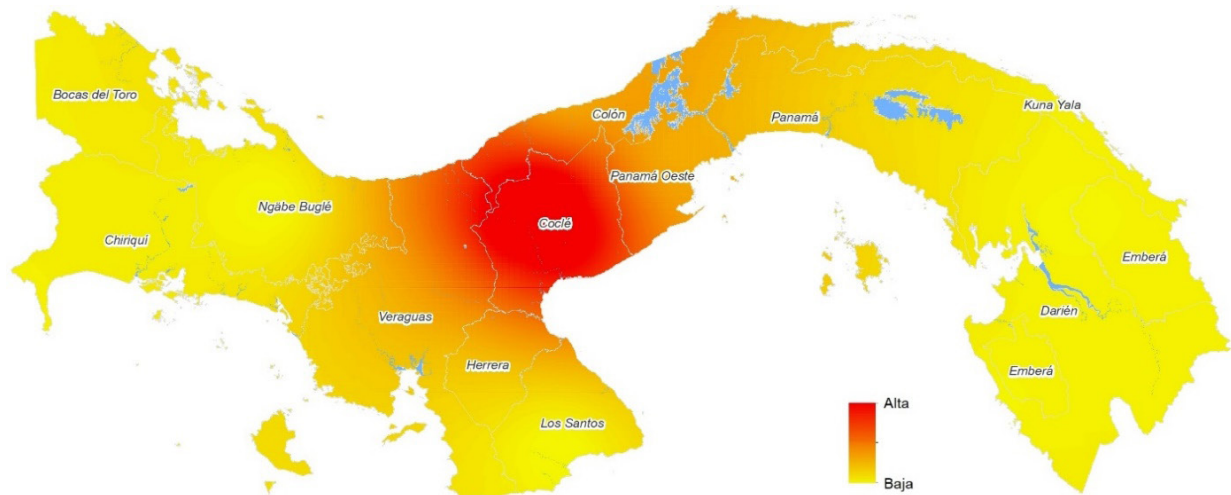 Bocas del Toro
Kuna Yala
Colón
Panamá
Panamá Oeste
Ngäbe Buglé
Coclé
Chiriquí
Emberá
Veraguas
Darién
Herrera
Emberá
Los Santos
Alta
Baja